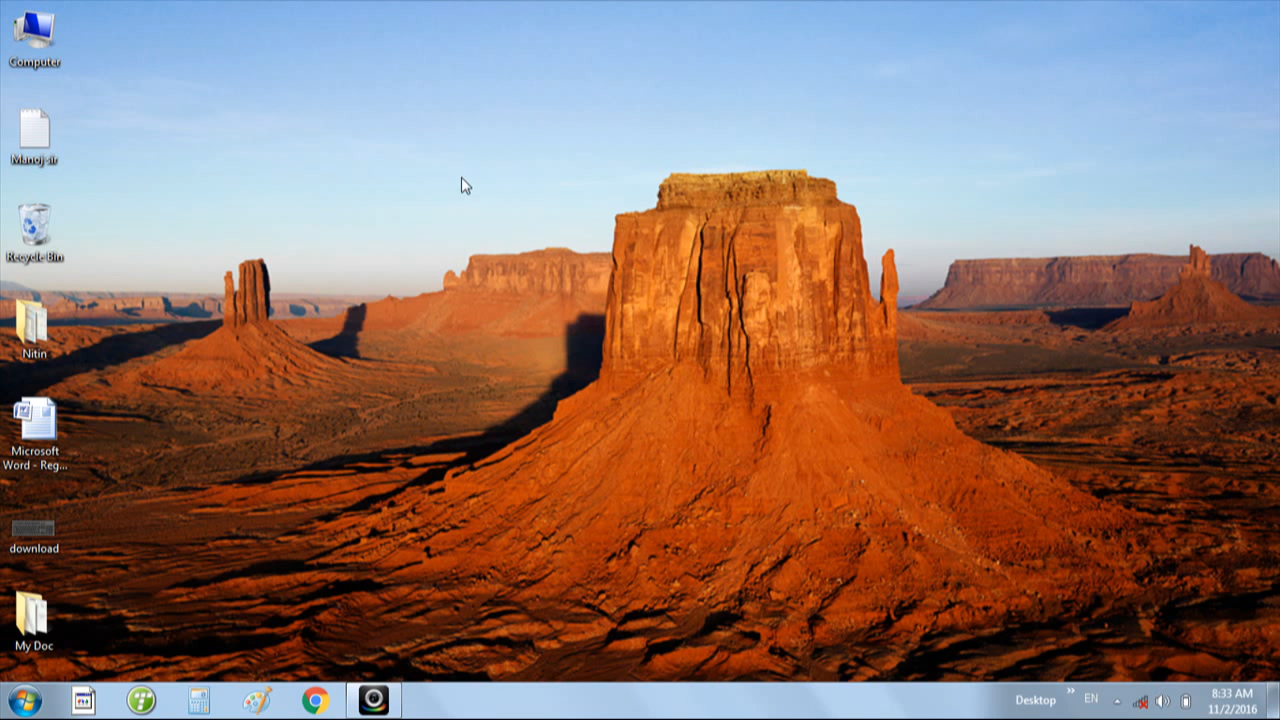 Computer
Manoj-sir
Recycle Bin
Nitin
Microsoft
Word - Reg...
download
My Doc
Desktop
EN
8:33 AM
11/2/2016